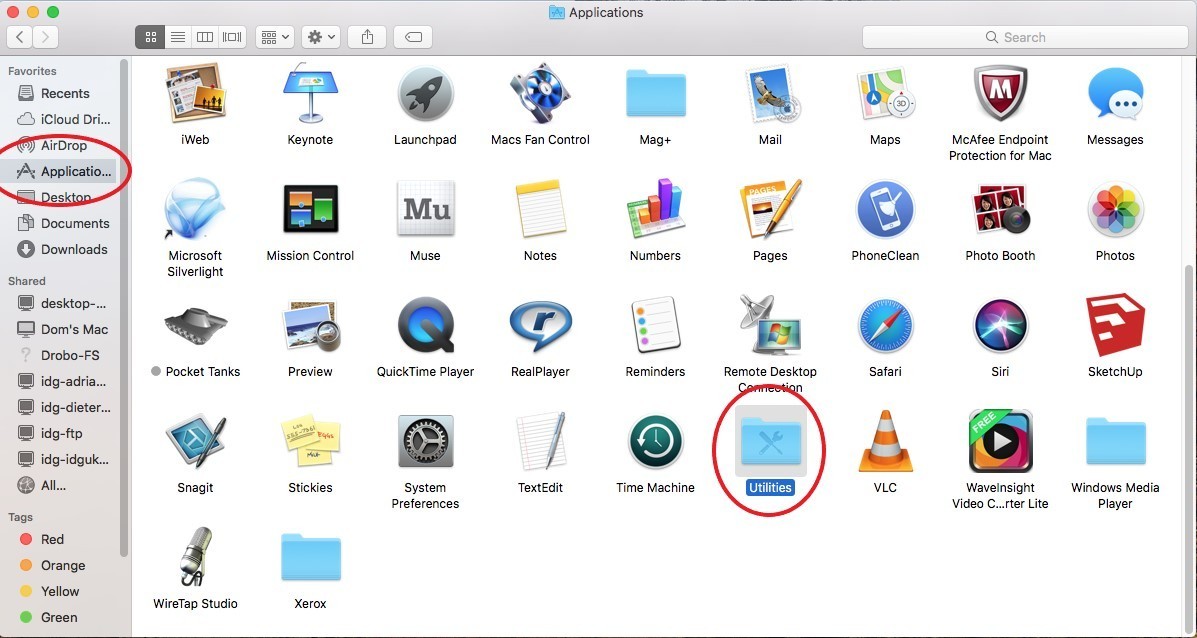 Applications
Search
Favorites
Recents
iCloud Dri...
AirDrop
Applicatio...
Desktop
Documents
Downloads
Shared
desktop-...
Dom's Mac
Drobo-FS
idg-adria...
idg-dieter...
idg-ftp
idg-idguk...
All...
Tags
Red
Orange
Yellow
Green
iWeb
Keynote
Launchpad
Macs Fan Control
Mag+
Mail
3D
Maps
McAfee Endpoint
Protection for Mac
Messages
Microsoft
Silverlight
Mission Control
Mu
Muse
Notes
Numbers
PAGES
Pages
PhoneClean
Photo Booth
Photos
Pocket Tanks
Preview
QuickTime Player
RealPlayer
Reminders
Remote Desktop
Connection
Safari
Siri
SketchUp
Snagit
Stickies
System
Preferences
TextEdit
Time Machine
Utilities
VLC
FREE
WaveInsight
Video C...rter Lite
Windows Media
Player
WireTap Studio
Xerox